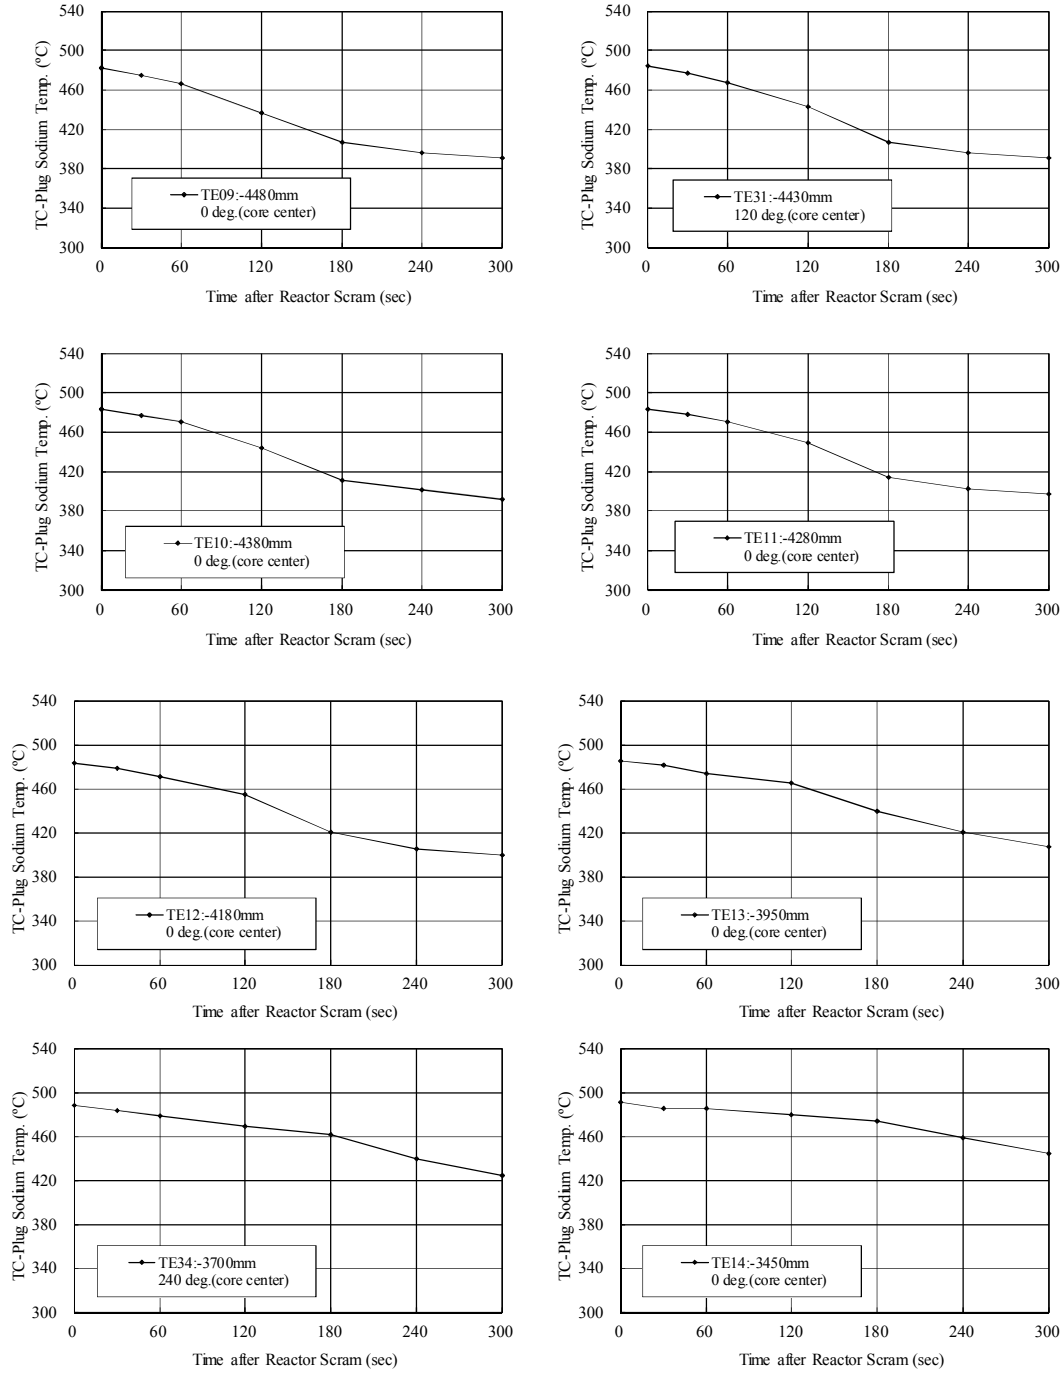 540
500
460
420
380
340
300
TC-Plug Sodium Temp. (ºC)
TE09:-4480mm
0 deg.(core center)
0 60 120 180 240 300
Time after Reactor Scram (sec)
540
500
460
420
380
340
300
TC-Plug Sodium Temp. (ºC)
TE31:-4430mm
120 deg.(core center)
0 60 120 180 240 300
Time after Reactor Scram (sec)
540
500
460
420
380
340
300
TC-Plug Sodium Temp. (ºC)
TE10:-4380mm
0 deg.(core center)
0 60 120 180 240 300
Time after Reactor Scram (sec)
540
500
460
420
380
340
300
TC-Plug Sodium Temp. (ºC)
TE11:-4280mm
0 deg.(core center)
0 60 120 180 240 300
Time after Reactor Scram (sec)
540
500
460
420
380
340
300
TC-Plug Sodium Temp. (ºC)
TE12:-4180mm
0 deg.(core center)
0 60 120 180 240 300
Time after Reactor Scram (sec)
540
500
460
420
380
340
300
TC-Plug Sodium Temp. (ºC)
TE13:-3950mm
0 deg.(core center)
0 60 120 180 240 300
Time after Reactor Scram (sec)
540
500
460
420
380
340
300
TC-Plug Sodium Temp. (ºC)
TE34:-3700mm
240 deg.(core center)
0 60 120 180 240 300
Time after Reactor Scram (sec)
540
500
460
420
380
340
300
TC-Plug Sodium Temp. (ºC)
TE14:-3450mm
0 deg.(core center)
0 60 120 180 240 300
Time after Reactor Scram (sec)